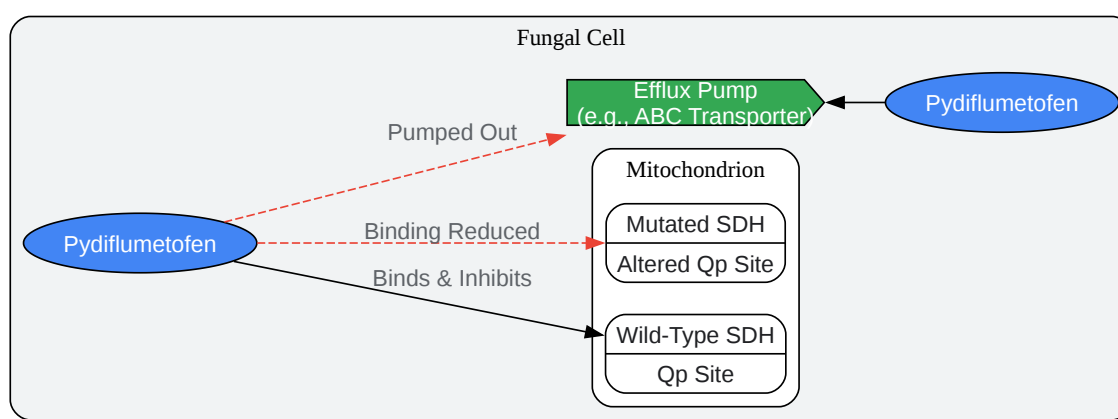 Fungal Cell
Efflux Pump
(e.g., ABC Transporter)
Pydiflumetofen
Pumped Out
Mitochondrion
Mutated SDH
Altered Qp Site
Pydiflumetofen
Binding Reduced
Binds & Inhibits
Wild-Type SDH
Qp Site